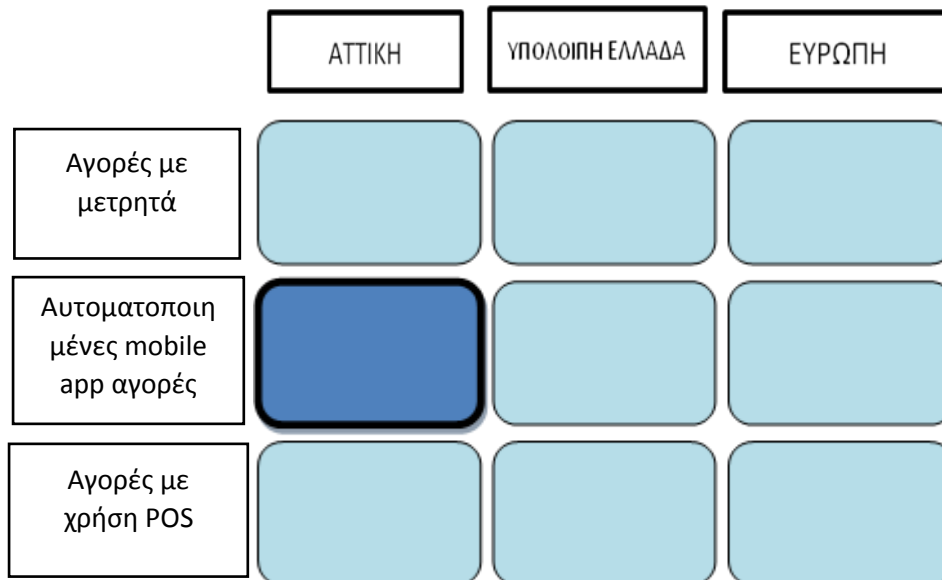 ΑΤΤΙΚΗ
ΥΠΟΛΟΙΠΗ ΕΛΛΑΔΑ
ΕΥΡΩΠΗ
Αγορές με
μετρητά
Αυτοματοποιη
μένες mobile
app αγορές
Αγορές με
χρήση POS